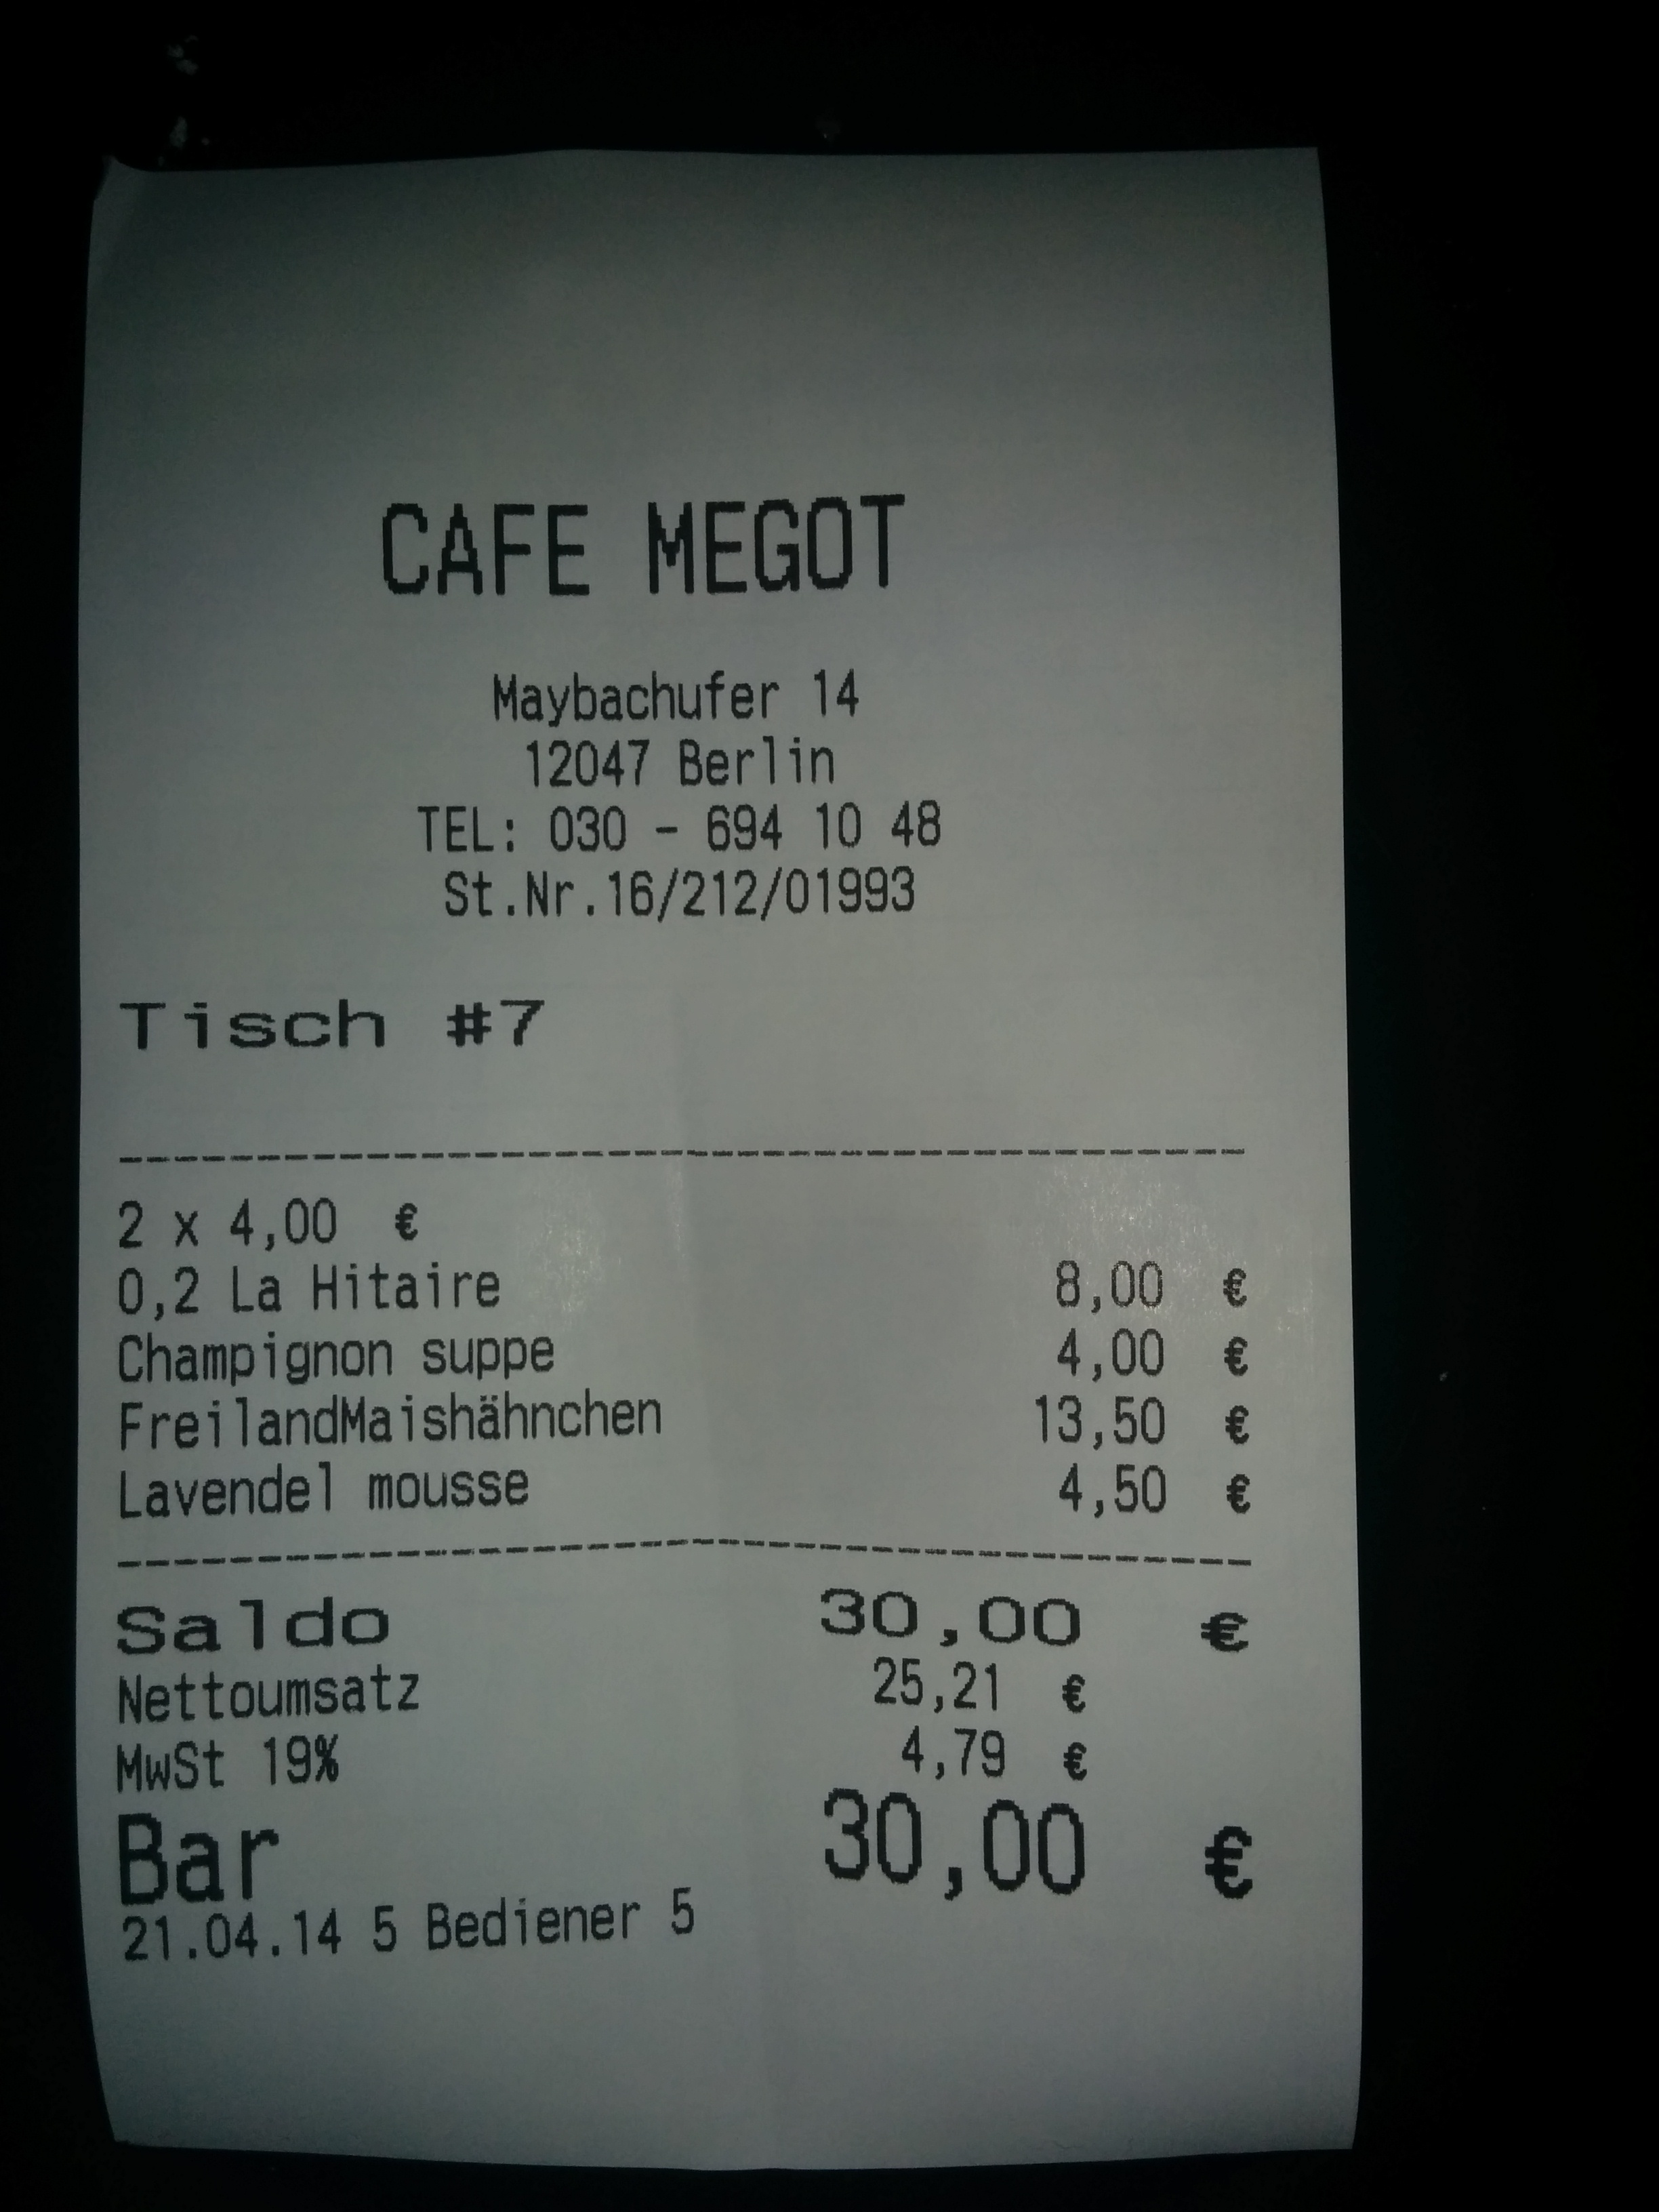 CAFE MEGOT
Maybachufer 14
12047 Berlin
TEL: 030 - 694 10 48
St.Nr.16/212/01993
Tisch #7
2 x 4,00 €
0,2 La Hitaire 8,00 €
Champignon suppe 4,00 €
FreilandMaishähnchen 13,50 €
Lavendel mousse 4,50 €
Saldo 30,00 €
Nettoumsatz 25,21 €
MwSt 19% 4,79 €
Bar 30,00 €
21.04.14 5 Bediener 5